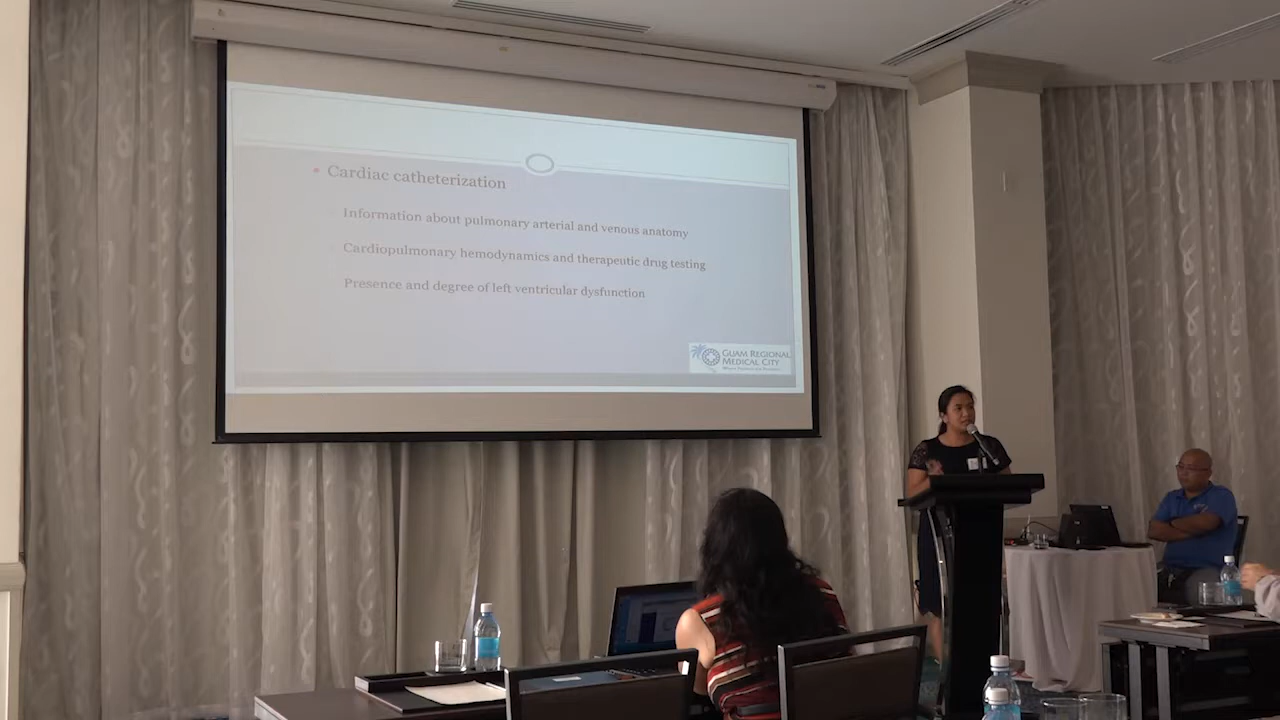 Cardiac catheterization
Information about pulmonary arterial and venous anatomy
Cardiopulmonary hemodynamics and therapeutic drug testing
Presence and degree of left ventricular dysfunction
GUAM REGIONAL
MEDICAL CITY